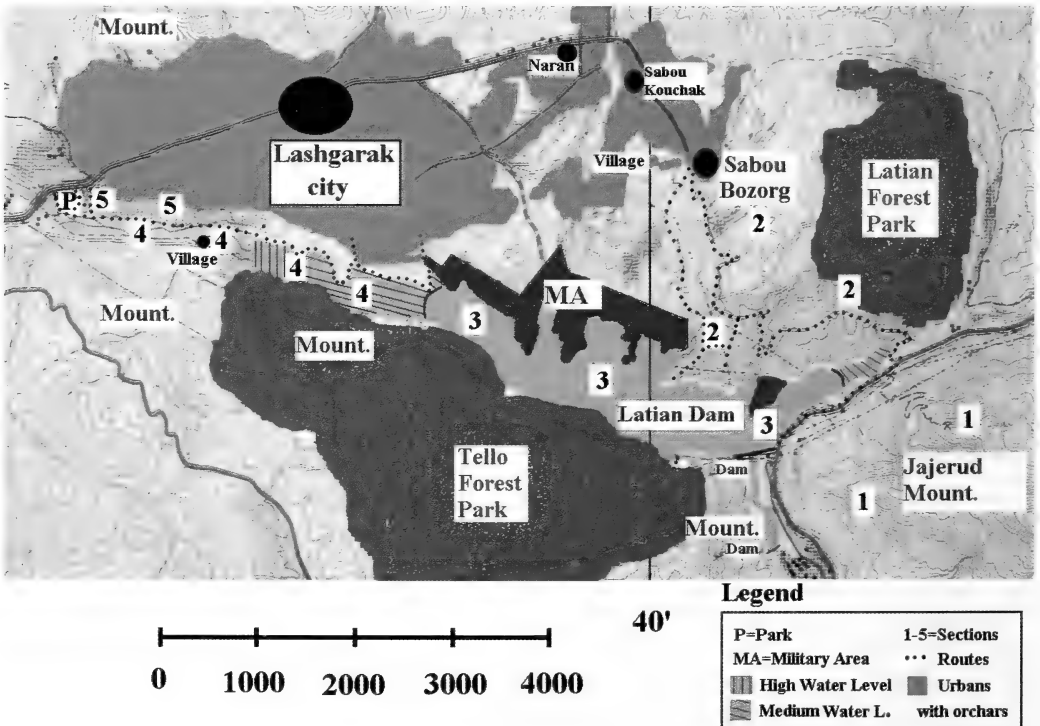 Mount.
Naran
Sabou
Kouchak
Lashgarak
city
Village
Sabou
Bozorg
Latian
Forest
Park
2
P
5
5
4
4
Village
4
4
Mount.
MA
2
3
2
Mount.
3
Latian Dam
3
1
Tello
Forest
Park
Dam
Jajerud
Mount.
1
Mount.
Dam
40'
0
1000
2000
3000
4000
Legend
P=Park
1-5=Sections
MA=Military Area
Routes
High Water Level
Urbans
Medium Water L.
with orchars